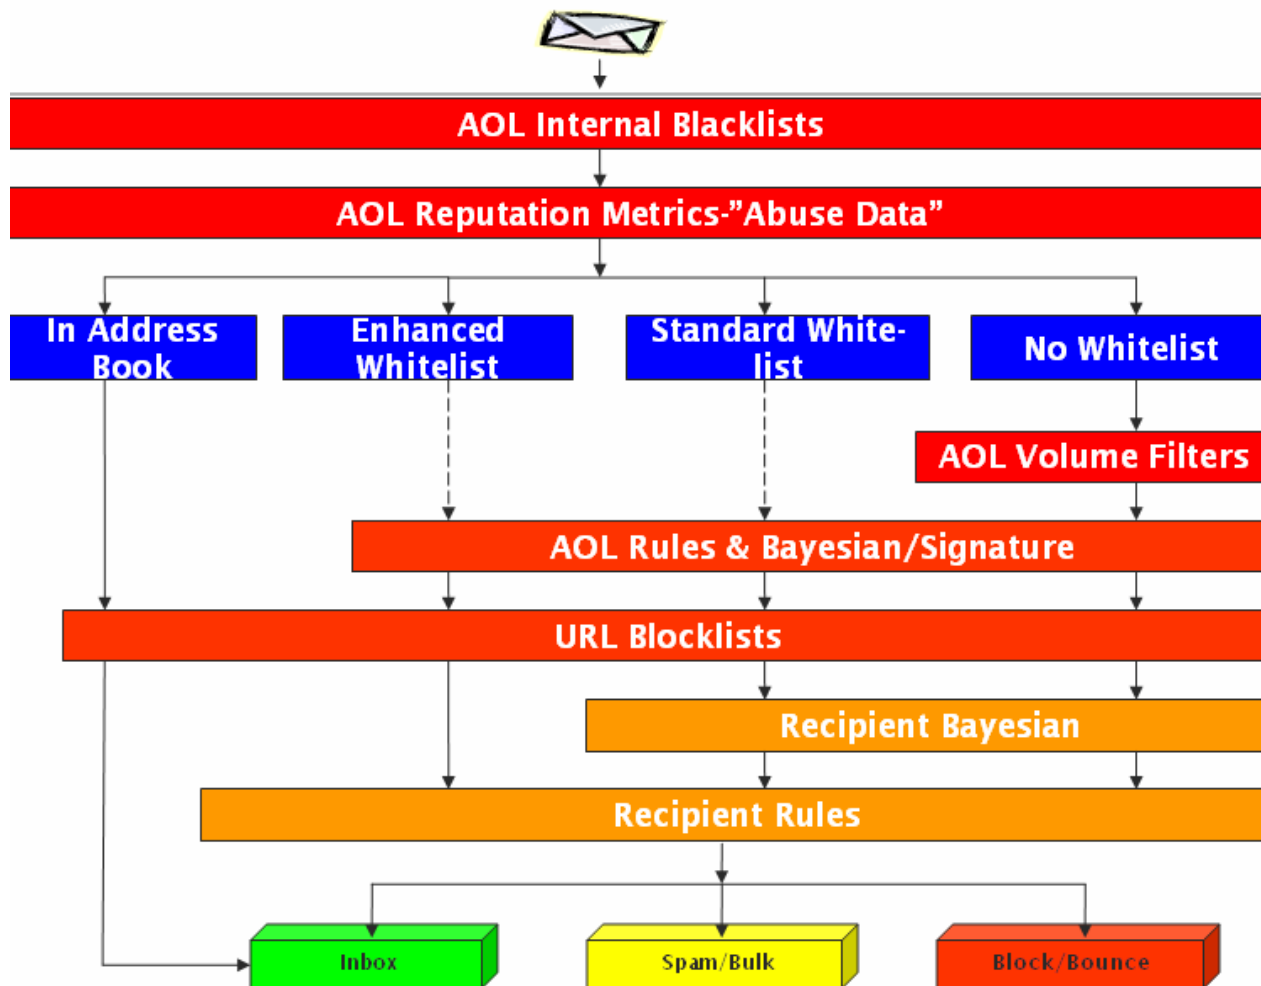 AOL Internal Blacklists
AOL Reputation Metrics-”Abuse Data”
In Address
Book
Enhanced
Whitelist
Standard White-
list
No Whitelist
AOL Volume Filters
AOL Rules & Bayesian/Signature
URL Blocklists
Recipient Bayesian
Recipient Rules
Inbox
Spam/Bulk
Block/Bounce